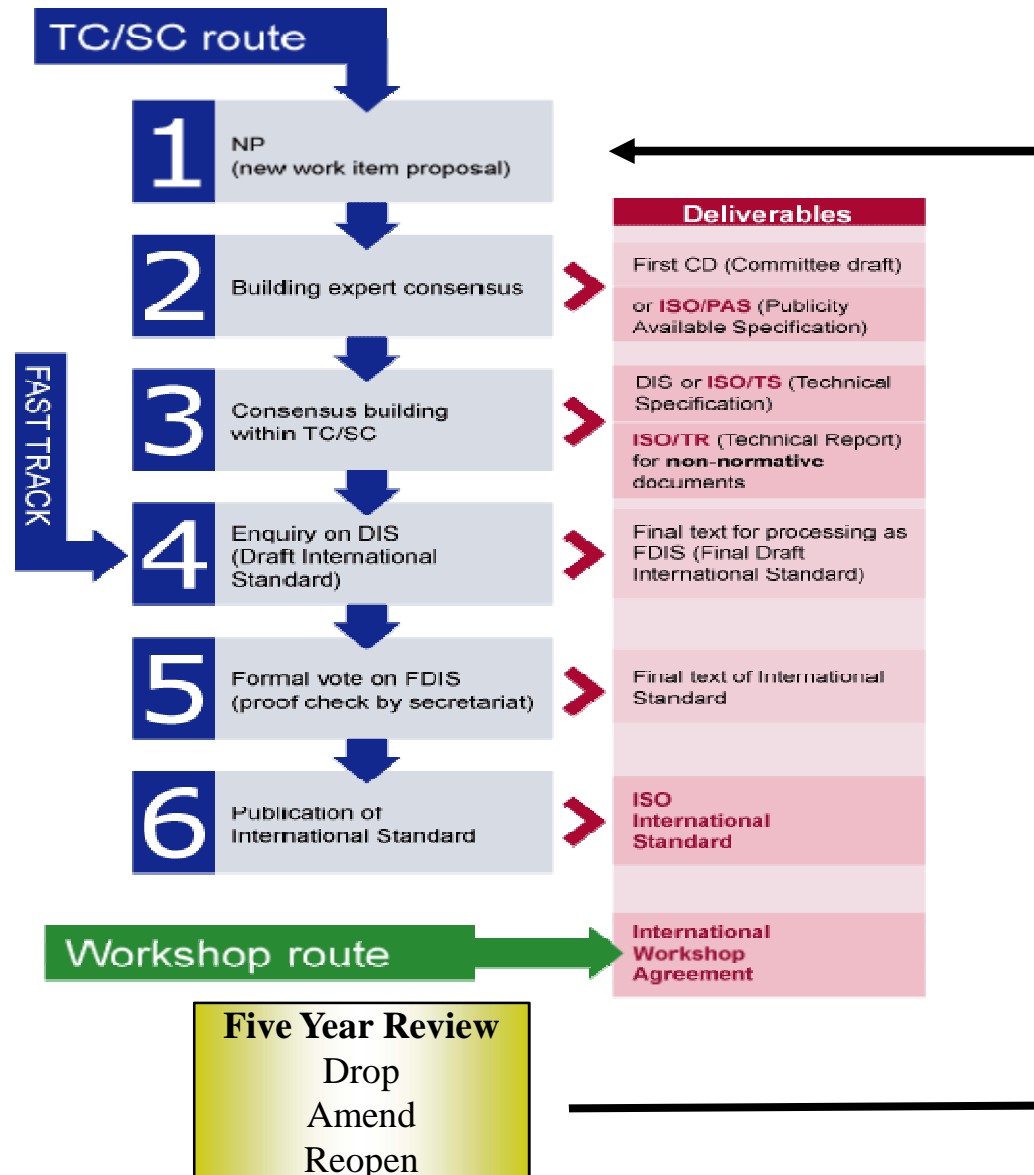 TC/SC route
1
NP
(new work item proposal)
Deliverables
2
Building expert consensus
First CD (Committee draft)
or ISO/PAS (Publicity
Available Specification)
FAST TRACK
3
Consensus building
within TC/SC
DIS or ISO/TS (Technical
Specification)
ISO/TR (Technical Report)
for non-normative
documents
4
Enquiry on DIS
(Draft International
Standard)
Final text for processing as
FDIS (Final Draft
International Standard)
5
Formal vote on FDIS
(proof check by secretariat)
Final text of International
Standard
6
Publication of
International Standard
ISO
International
Standard
Workshop route
International
Workshop
Agreement
Five Year Review
Drop
Amend
Reopen